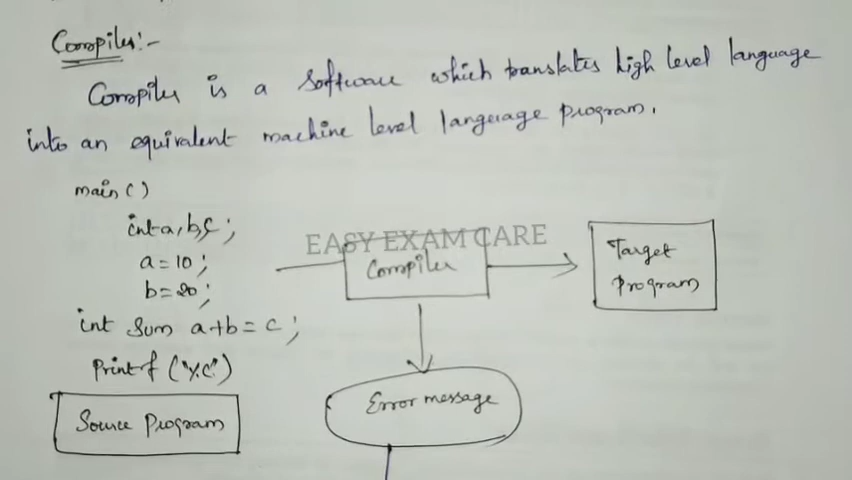 Compiler:-
Compiler is a software which translates high level language
into an equivalent machine level language program.
main()
int a,b,c;
a=10;
b=20;
int sum a+b=c;
printf("%c")
Source Program
EASY EXAM CARE
Compiler
Target
Program
Error message